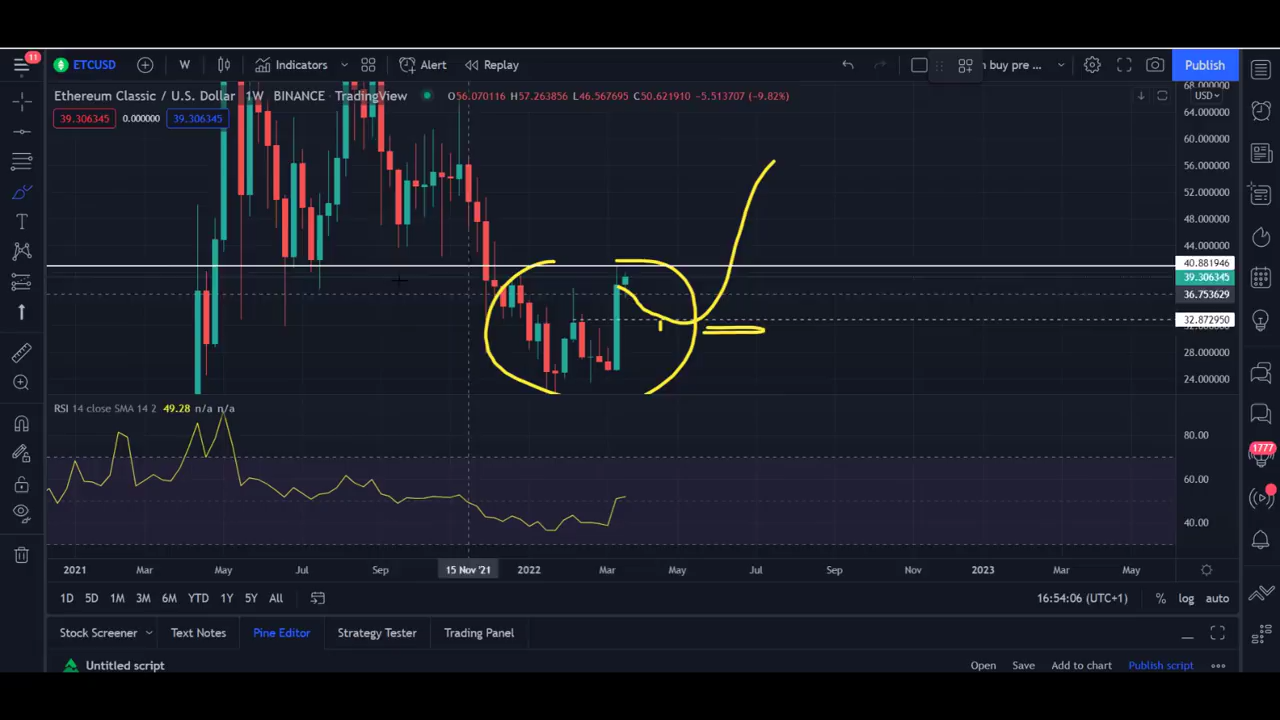 11
ETCUSD W Indicators Alert Replay n buy pre ... Publish
Ethereum Classic / U.S. Dollar 1W BINANCE TradingView O56.070116 H57.263856 L46.567695 C50.621910 -5.513707 (-9.82%)
USD
39.306345 0.000000 39.306345
68.000000
64.000000
60.000000
56.000000
52.000000
48.000000
44.000000
40.881946
39.306345
36.753629
32.872950
28.000000
24.000000
RSI 14 close SMA 14 2 49.28 n/a n/a
80.00
60.00
40.00
1777
2021 Mar May Jul Sep 15 Nov '21 2022 Mar May Jul Sep Nov 2023 Mar May
1D 5D 1M 3M 6M YTD 1Y 5Y All 16:54:06 (UTC+1) % log auto
Stock Screener Text Notes Pine Editor Strategy Tester Trading Panel
Untitled script Open Save Add to chart Publish script